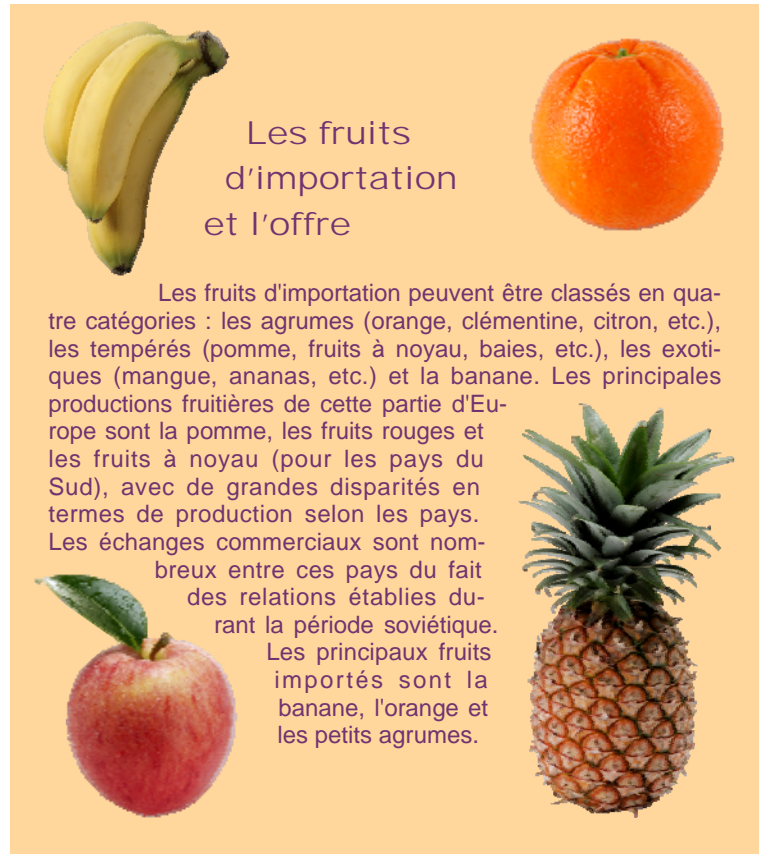 Les fruits
d'importation
et l'offre
Les fruits d'importation peuvent être classés en qua-
tre catégories : les agrumes (orange, clémentine, citron, etc.),
les tempérés (pomme, fruits à noyau, baies, etc.), les exoti-
ques (mangue, ananas, etc.) et la banane. Les principales
productions fruitières de cette partie d'Eu-
rope sont la pomme, les fruits rouges et
les fruits à noyau (pour les pays du
Sud), avec de grandes disparités en
termes de production selon les pays.
Les échanges commerciaux sont nom-
breux entre ces pays du fait
des relations établies du-
rant la période soviétique.
Les principaux fruits
importés sont la
banane, l'orange et
les petits agrumes.